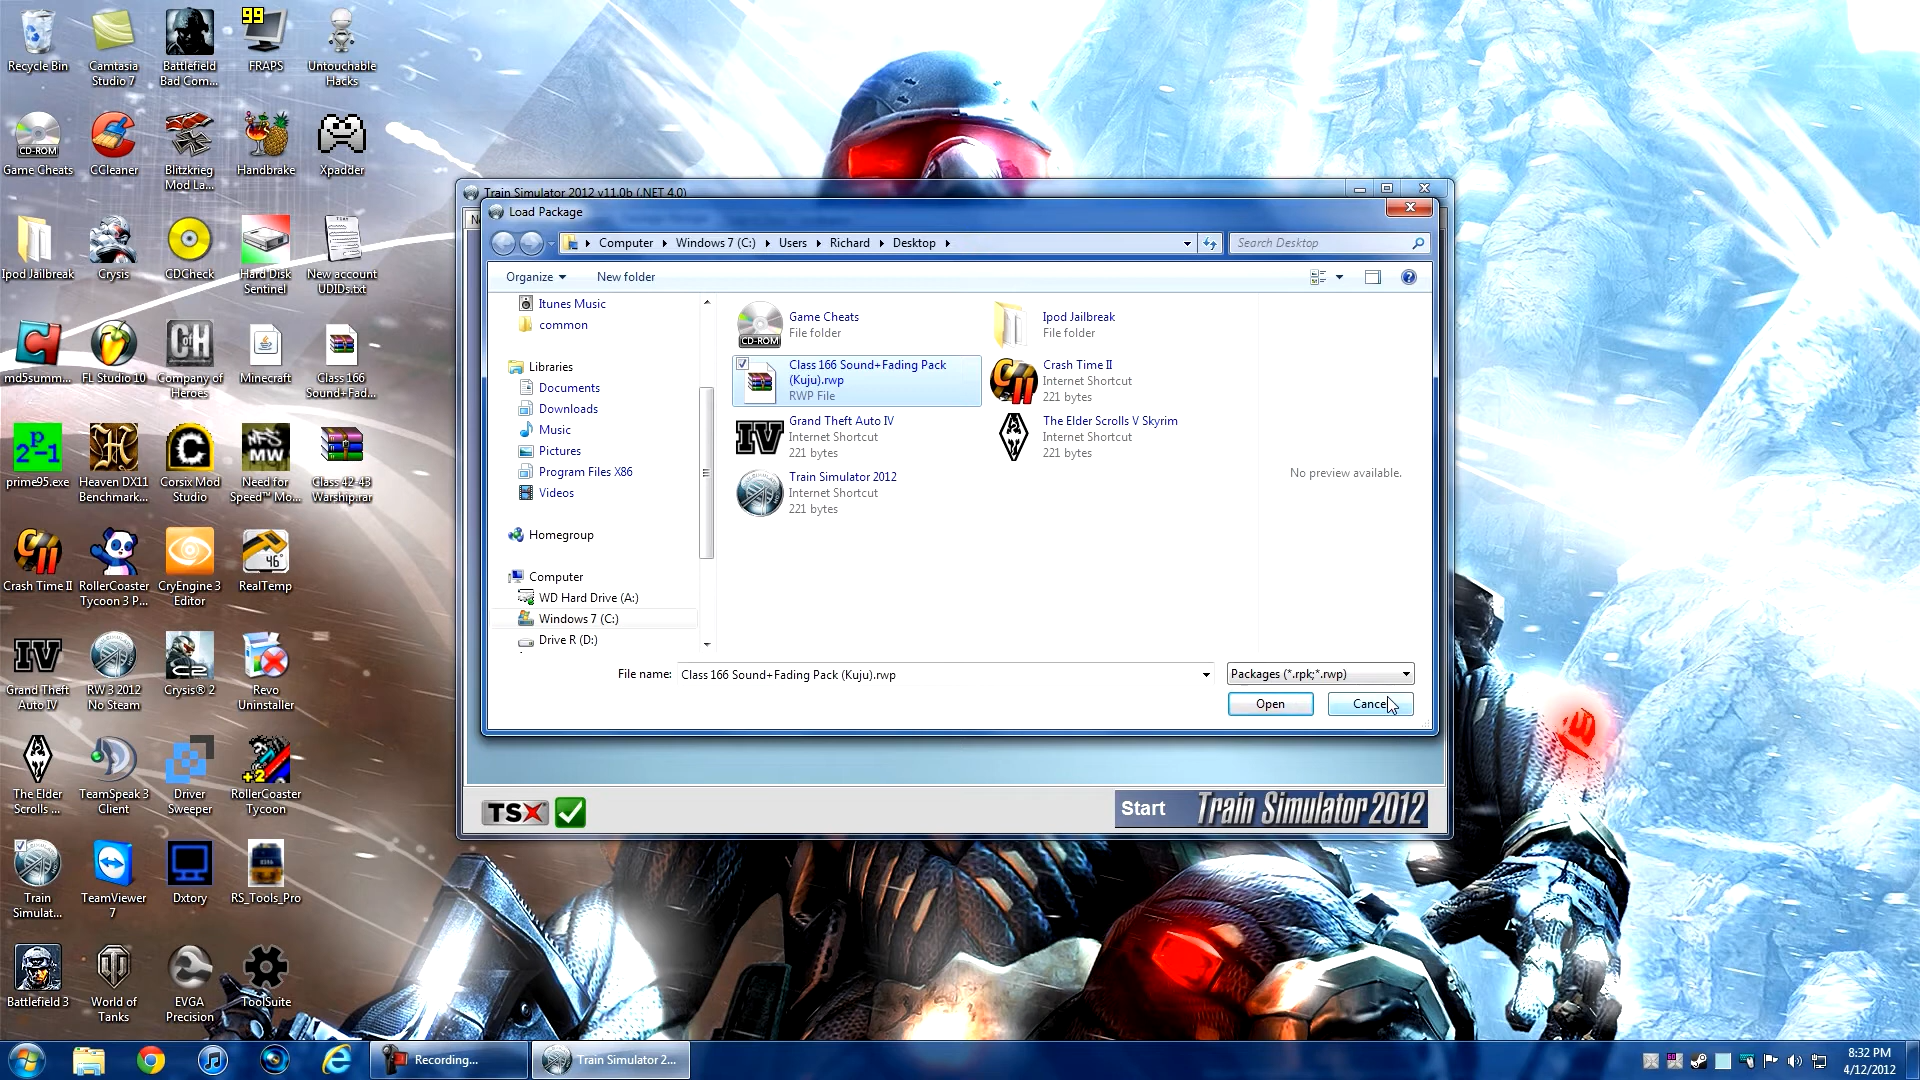 Recycle Bin
Camtasia
Studio 7
Battlefield
Bad Com...
99
FRAPS
Untouchable
Hacks
CD-ROM
Game Cheats
CCleaner
Blitzkrieg
Mod La...
Handbrake
Xpadder
Ipod Jailbreak
Crysis
CDCheck
Hard Disk
Sentinel
New account
UDIDs.txt
md5summ...
FL Studio 10
Company of
Heroes
Minecraft
Class 166
Sound+Fad...
prime95.exe
Heaven DX11
Benchmark...
Corsix Mod
Studio
NFS
MW
Need for
Speed™ Mo...
Class 42-43
Warship.rar
Crash Time II
RollerCoaster
Tycoon 3 P...
CryEngine 3
Editor
RealTemp
Grand Theft
Auto IV
RW 3 2012
No Steam
Crysis® 2
Revo
Uninstaller
The Elder
Scrolls ...
TeamSpeak 3
Client
Driver
Sweeper
+2
RollerCoaster
Tycoon
Train
Simulat...
TeamViewer
7
Dxtory
RS_Tools_Pro
Battlefield 3
World of
Tanks
EVGA
Precision
ToolSuite
Train Simulator 2012 v11.0b (.NET 4.0)
Load Package
Computer
Windows 7 (C:)
Users
Richard
Desktop
Search Desktop
Organize
New folder
Itunes Music
common
Libraries
Documents
Downloads
Music
Pictures
Program Files X86
Videos
Homegroup
Computer
WD Hard Drive (A:)
Windows 7 (C:)
Drive R (D:)
CD-ROM
Game Cheats
File folder
Ipod Jailbreak
File folder
Class 166 Sound+Fading Pack
(Kuju).rwp
RWP File
Crash Time II
Internet Shortcut
221 bytes
IV
Grand Theft Auto IV
Internet Shortcut
221 bytes
The Elder Scrolls V Skyrim
Internet Shortcut
221 bytes
Train Simulator 2012
Internet Shortcut
221 bytes
No preview available.
File name:
Class 166 Sound+Fading Pack (Kuju).rwp
Packages (*.rpk;*.rwp)
Open
Cancel
TSX
Start
Train Simulator 2012
Recording...
Train Simulator 2...
8:32 PM
4/12/2012